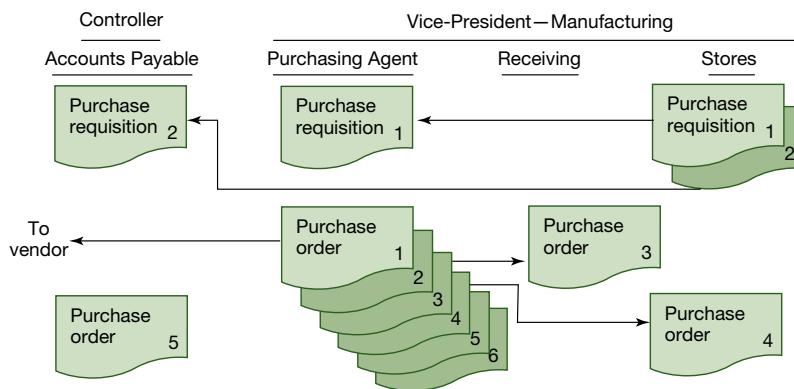 Controller
Vice-President—Manufacturing
Accounts Payable
Purchasing Agent
Receiving
Stores
Purchase
requisition 2
Purchase
requisition 1
Purchase
requisition 1
2
To
vendor
Purchase
order 1
2
3
4
5
6
Purchase
order 3
Purchase
order 5
Purchase
order 4